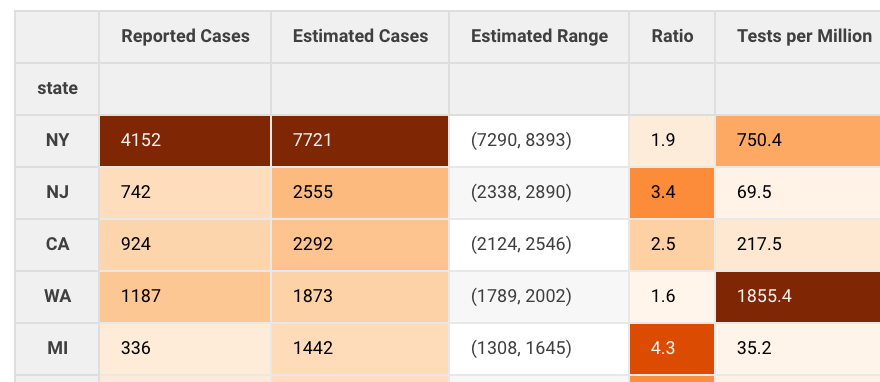 Reported Cases Estimated Cases Estimated Range Ratio Tests per Million
state
NY 4152 7721 (7290, 8393) 1.9 750.4
NJ 742 2555 (2338, 2890) 3.4 69.5
CA 924 2292 (2124, 2546) 2.5 217.5
WA 1187 1873 (1789, 2002) 1.6 1855.4
MI 336 1442 (1308, 1645) 4.3 35.2